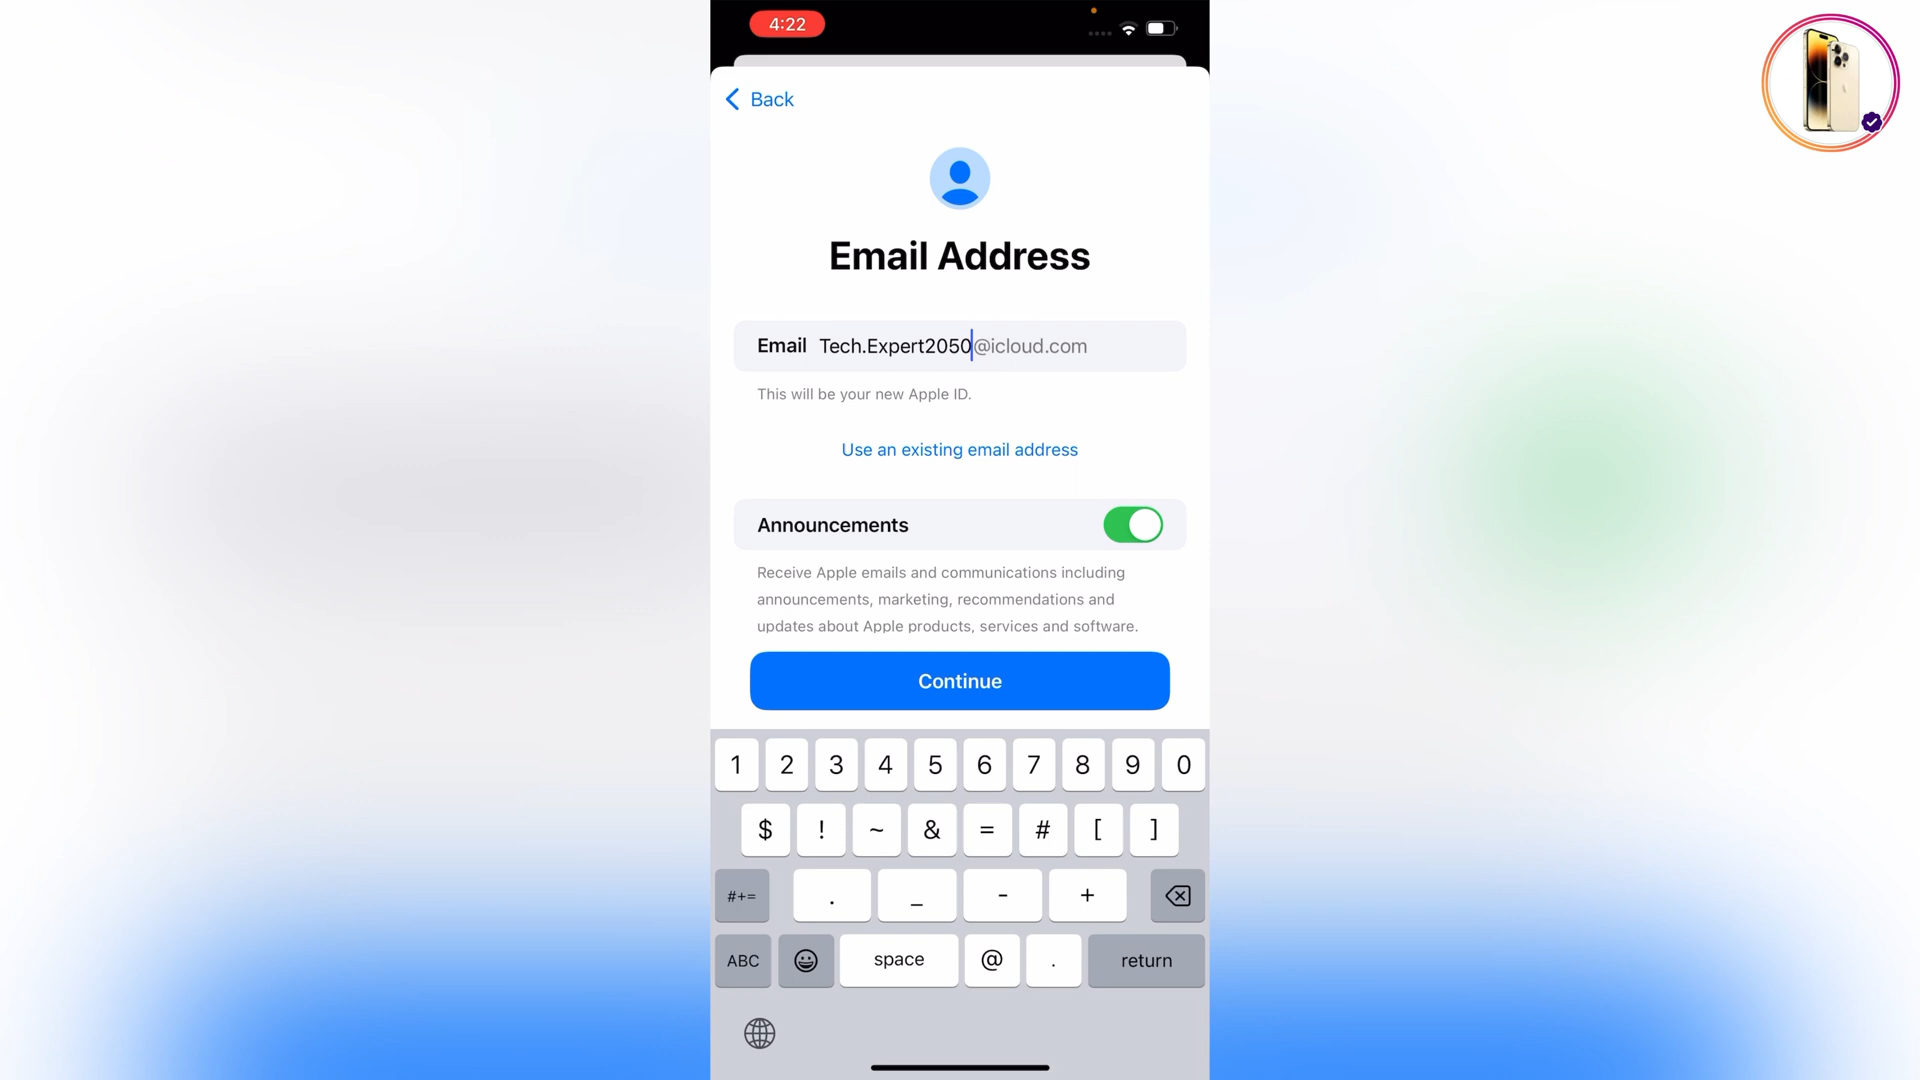 4:22
Back
Email Address
Email Tech.Expert2050@icloud.com
This will be your new Apple ID.
Use an existing email address
Announcements
Receive Apple emails and communications including
announcements, marketing, recommendations and
updates about Apple products, services and software.
Continue
1 2 3 4 5 6 7 8 9 0
$ ! ~ & = # [ ]
#+= . _ - +
ABC space @ . return